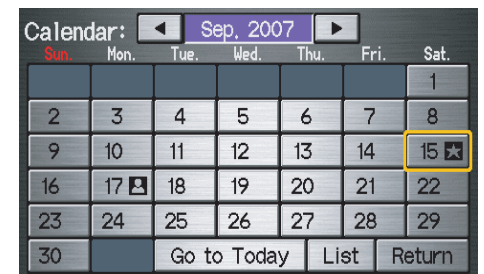 Calendar: Sep, 2007
Sun. Mon. Tue. Wed. Thu. Fri. Sat.
1
2 3 4 5 6 7 8
9 10 11 12 13 14 15
16 17 18 19 20 21 22
23 24 25 26 27 28 29
30 Go to Today List Return